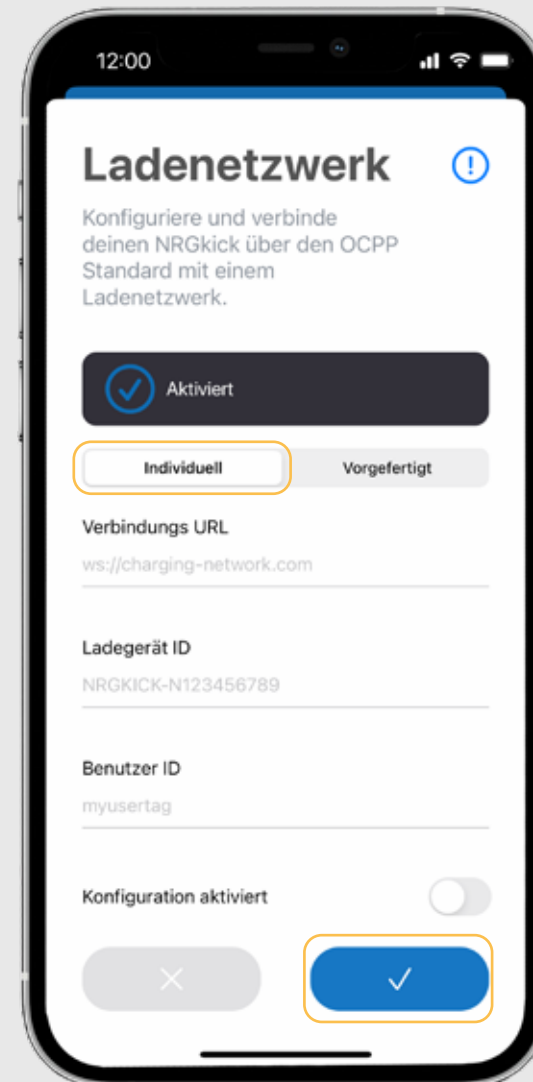 12:00
Ladenetzwerk
Konfiguriere und verbinde
deinen NRGkick über den OCPP
Standard mit einem
Ladenetzwerk.
Aktiviert
Individuell Vorgefertigt
Verbindungs URL
ws://charging-network.com
Ladegerät ID
NRGKICK-N123456789
Benutzer ID
myusertag
Konfiguration aktiviert